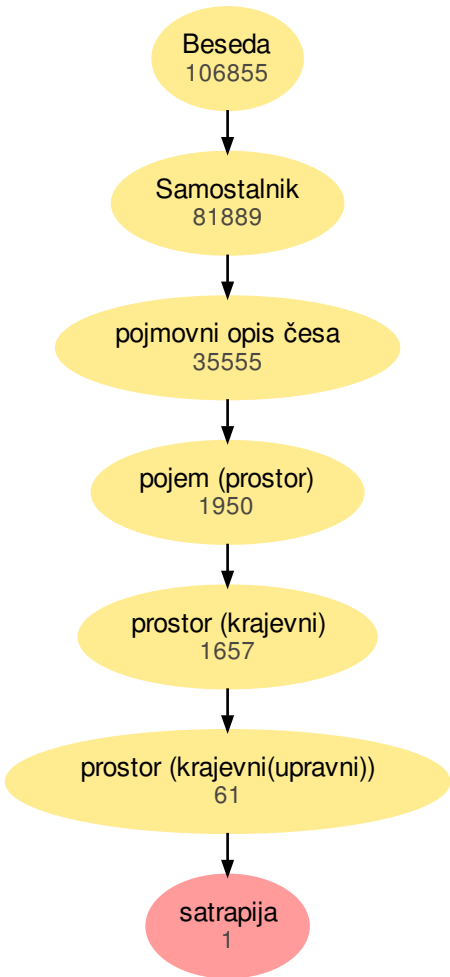 Beseda
106855
Samostalnik
81889
pojmovni opis česa
35555
pojem (prostor)
1950
prostor (krajevni)
1657
prostor (krajevni(upravni))
61
satrapija
1